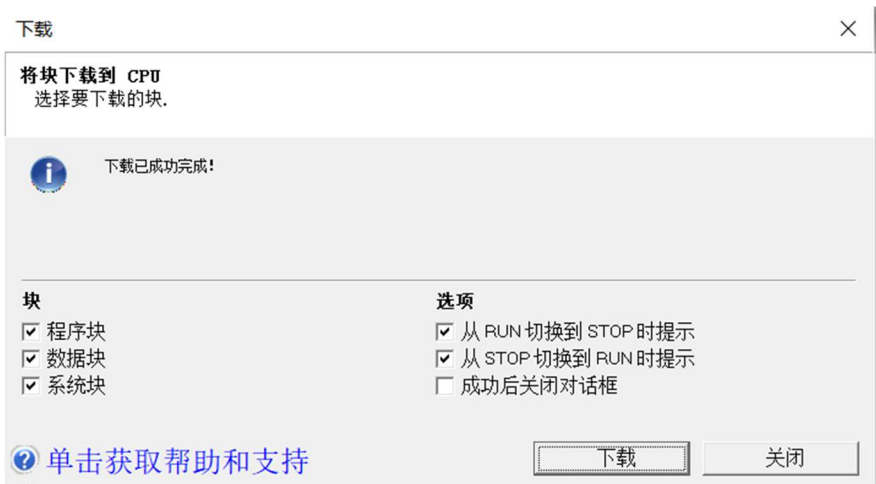 下载
将块下载到 CPU
选择要下载的块.
下载已成功完成!
块
程序块
数据块
系统块
选项
从 RUN 切换到 STOP 时提示
从 STOP 切换到 RUN 时提示
成功后关闭对话框
单击获取帮助和支持
下载
关闭